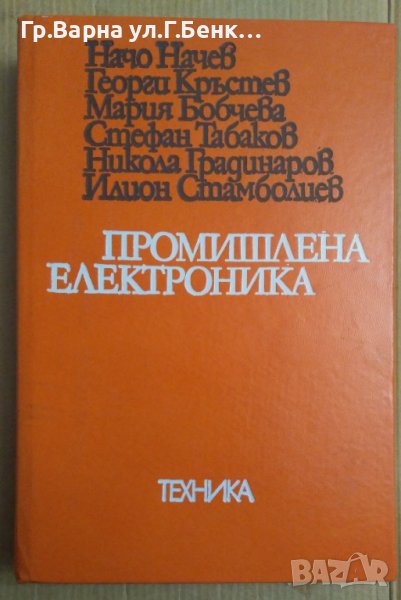 Гр.Варна ул.Г.Бенк…
Начо Начев
Георги Кръстев
Мария Бобчева
Стефан Табаков
Никола Градинаров
Илион Стамболиев
ПРОМИШЛЕНА
ЕЛЕКТРОНИКА
ТЕХНИКА
BAZAR